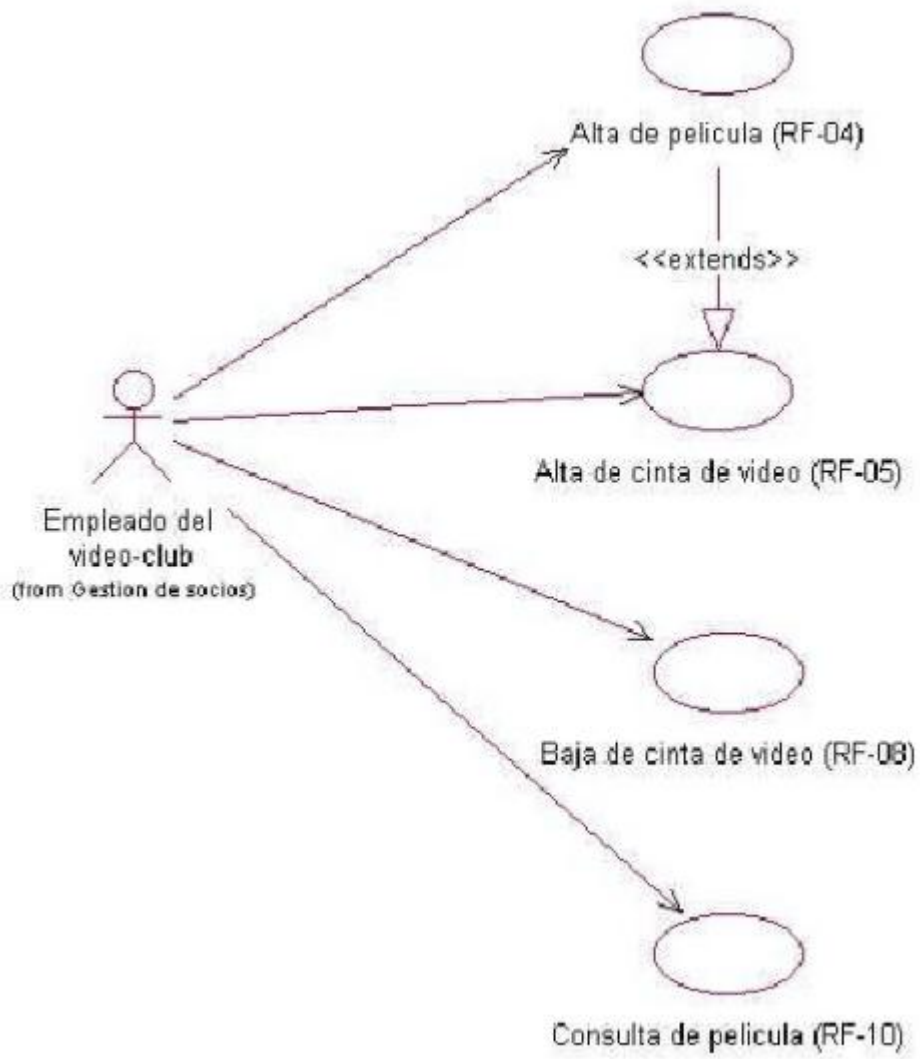 Alta de pelicula (RF-04)
<<extends>>
Alta de cinta de video (RF-05)
Empleado del
video-club
(from Gestion de socios)
Baja de cinta de video (RF-08)
Consulta de pelicula (RF-10)